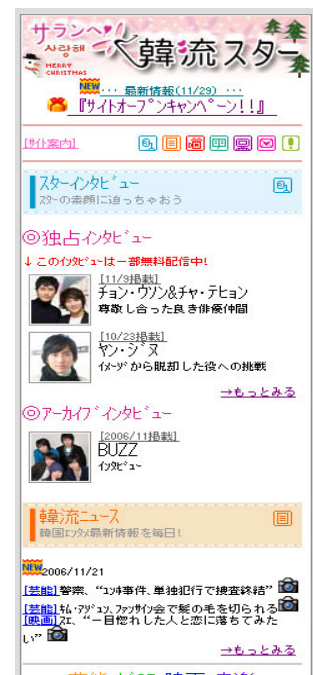 サランヘ♪!
사랑해
く韓流スター
MERRY
CHRISTMAS
NEW･･･ 最新情報(11/29) ･･･
『サイトオープンキャンペーン!!』
[サイト案内]
スターインタビュー
スターの素顔に迫っちゃおう
◎独占インタビュー
↓このインタビューは一部無料配信中!
[11/9掲載]
チョン・ウソン&チャ・テヒョン
尊敬し合った良き俳優仲間
[10/23掲載]
ヤン・ジヌ
イメージから脱却した役への挑戦
→もっとみる
◎アーカイブインタビュー
[2006/11掲載]
BUZZ
インタビュー
韓流ニュース
韓国エンタメ最新情報を毎日!
NEW2006/11/21
[芸能]警察、“ユンホ事件、単独犯行で捜査終結”
[芸能]キム・アジュン、ファンサイン会で髪の毛を切られる
[映画]スエ、“一目惚れした人と恋に落ちてみた
い”
→もっとみる